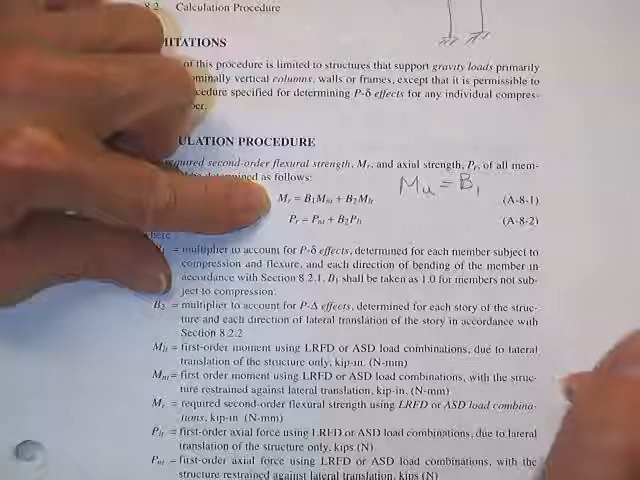 8.2. Calculation Procedure
ITATIONS
of this procedure is limited to structures that support gravity loads primarily
ominally vertical columns, walls or frames, except that it is permissible to
cedure specified for determining P-δ effects for any individual compres-
ber.
ULATION PROCEDURE
required second-order flexural strength, Mr, and axial strength, Pr, of all mem-
determined as follows:
Mr = B1Mnt + B2Mlt (A-8-1)
Mu = B1
Pr = Pnt + B2Plt (A-8-2)
where
= multiplier to account for P-δ effects, determined for each member subject to
compression and flexure, and each direction of bending of the member in
accordance with Section 8.2.1. B1 shall be taken as 1.0 for members not sub-
ject to compression.
B2 = multiplier to account for P-Δ effects, determined for each story of the struc-
ture and each direction of lateral translation of the story in accordance with
Section 8.2.2
Mlt = first-order moment using LRFD or ASD load combinations, due to lateral
translation of the structure only, kip-in. (N-mm)
Mnt = first-order moment using LRFD or ASD load combinations, with the struc-
ture restrained against lateral translation, kip-in. (N-mm)
Mr = required second-order flexural strength using LRFD or ASD load combina-
tions, kip-in. (N-mm)
Plt = first-order axial force using LRFD or ASD load combinations, due to lateral
translation of the structure only, kips (N)
Pnt = first-order axial force using LRFD or ASD load combinations, with the
structure restrained against lateral translation, kips (N)